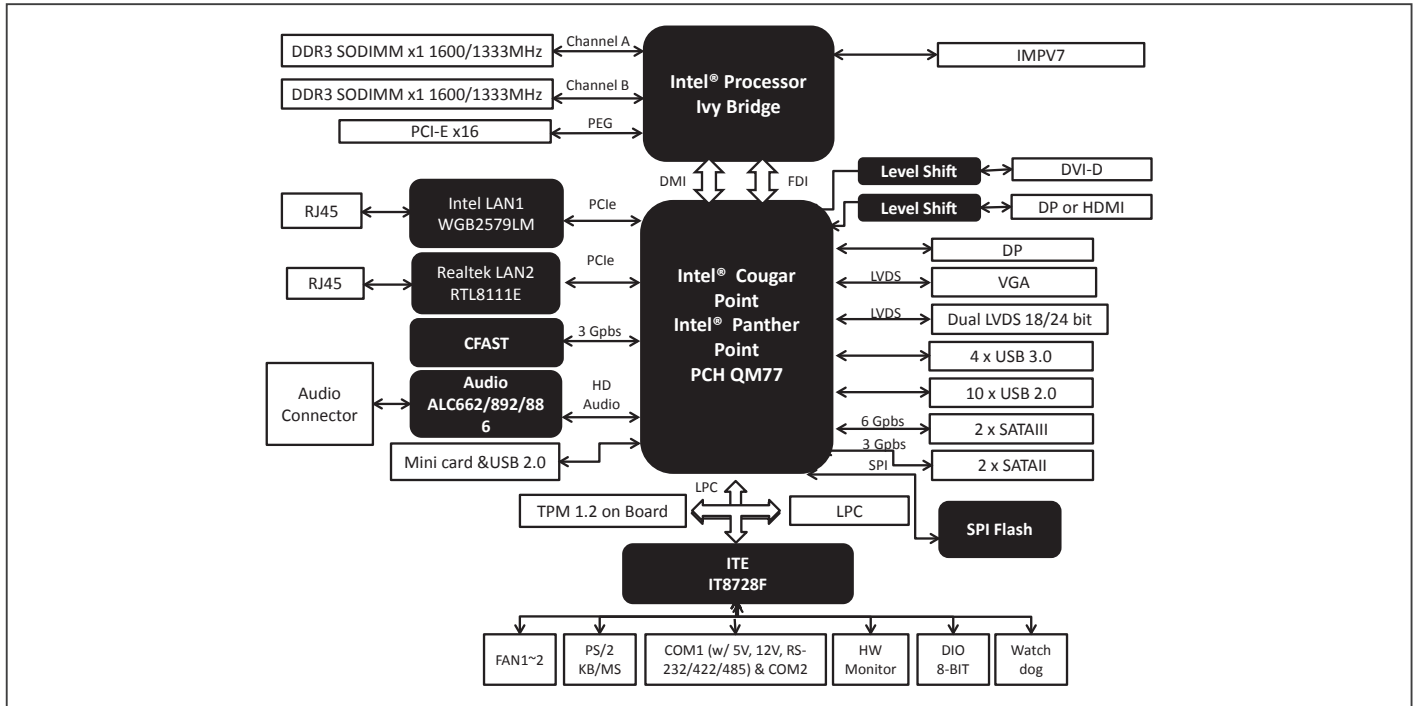 DDR3 SODIMM x1 1600/1333MHz
Channel A
Intel® Processor
Ivy Bridge
IMPV7
DDR3 SODIMM x1 1600/1333MHz
Channel B
PCI-E x16
PEG
DMI
FDI
Level Shift
DVI-D
Level Shift
DP or HDMI
RJ45
Intel LAN1
WGB2579LM
PCIe
RJ45
Realtek LAN2
RTL8111E
PCIe
Intel® Cougar
Point
Intel® Panther
Point
PCH QM77
DP
LVDS
VGA
LVDS
Dual LVDS 18/24 bit
CFAST
3 Gpbs
4 x USB 3.0
Audio
Connector
Audio
ALC662/892/88
6
HD
Audio
10 x USB 2.0
6 Gpbs
2 x SATAIII
3 Gpbs
2 x SATAII
Mini card &USB 2.0
SPI
SPI Flash
LPC
TPM 1.2 on Board
LPC
ITE
IT8728F
FAN1~2
PS/2
KB/MS
COM1 (w/ 5V, 12V, RS-
232/422/485) & COM2
HW
Monitor
DIO
8-BIT
Watch
dog